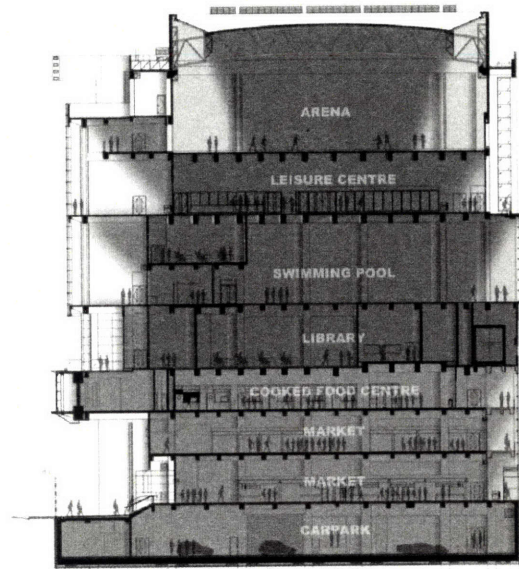 ARENA
LEISURE CENTRE
SWIMMING POOL
LIBRARY
COOKED FOOD CENTRE
MARKET
MARKET
CARPARK